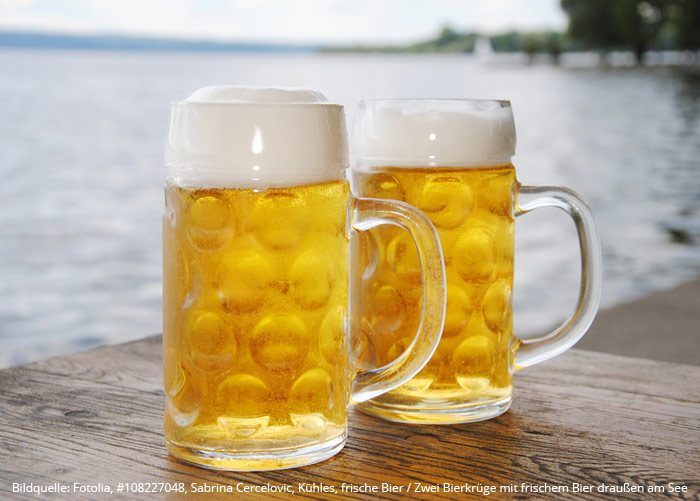 Bildquelle: Fotolia, #108227048, Sabrina Cercelovic, Kühles, frische Bier / Zwei Bierkrüge mit frischem Bier draußen am See